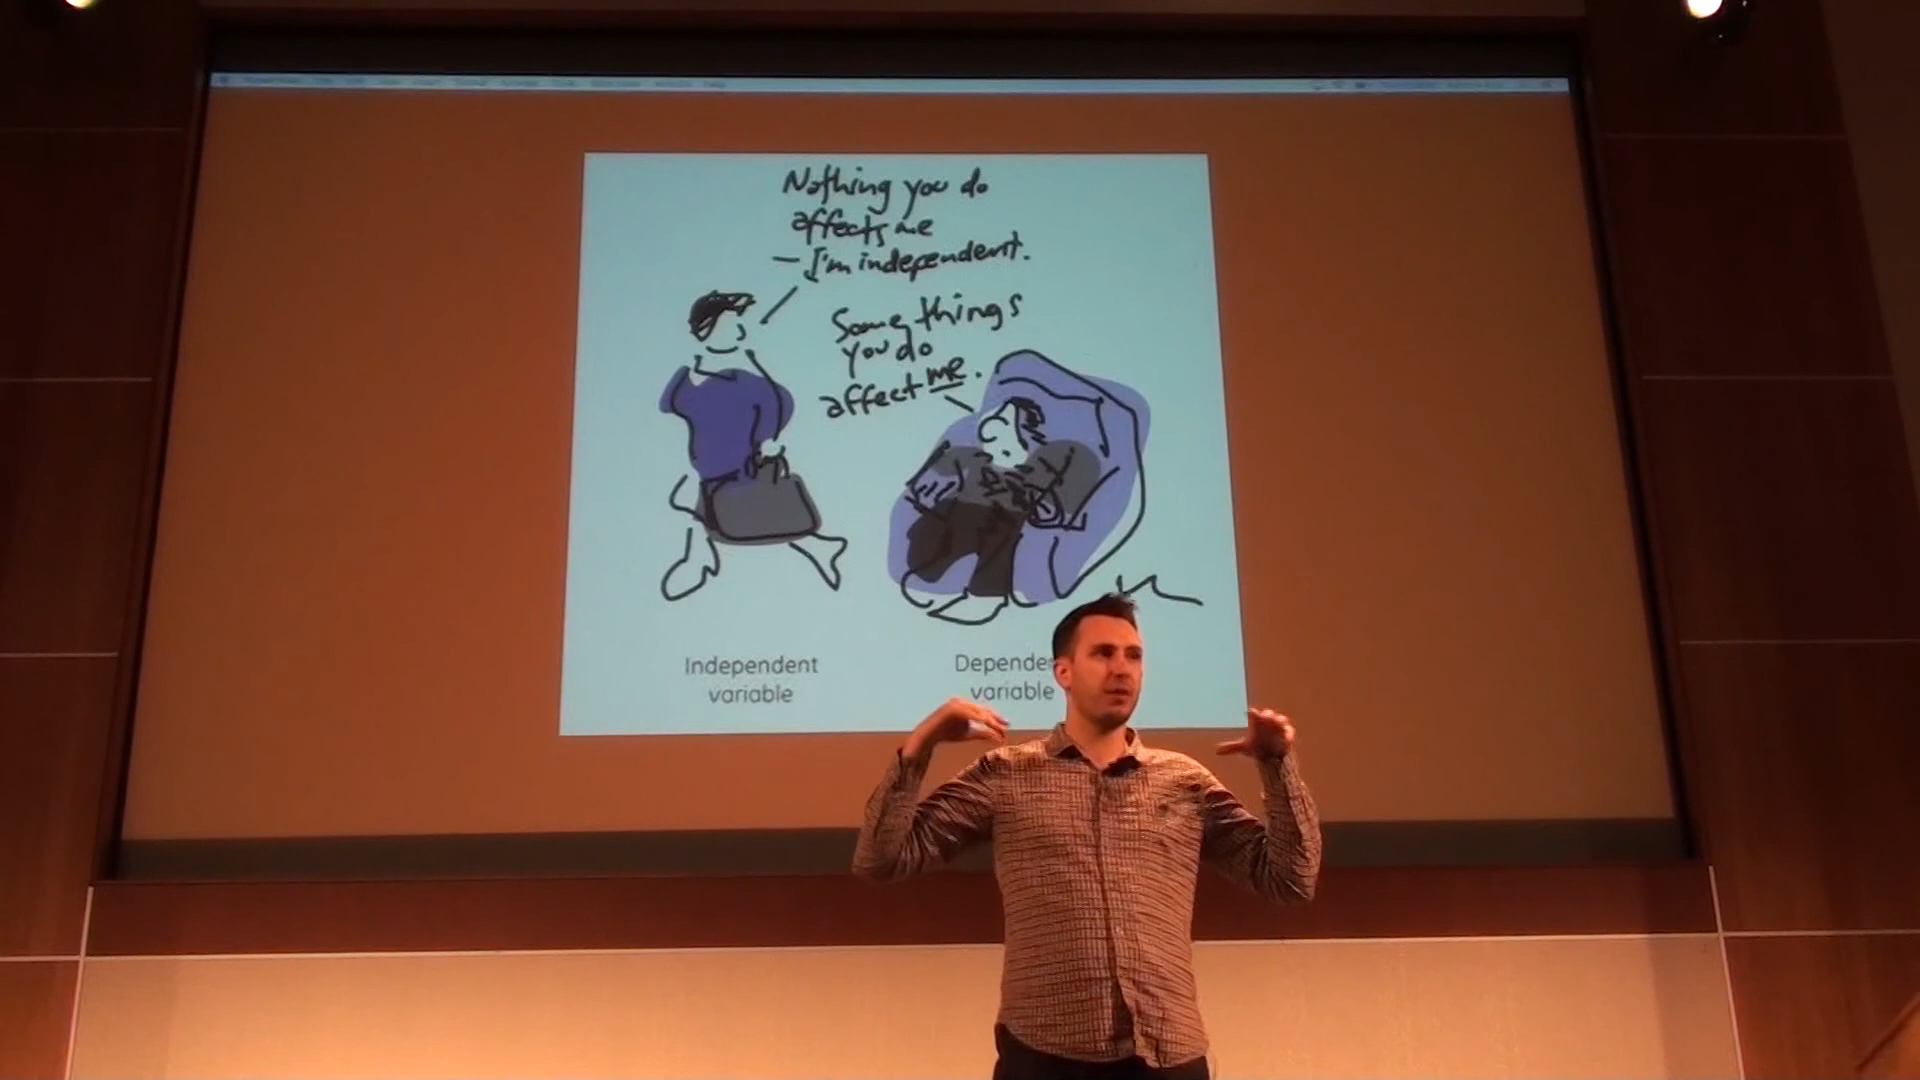 Nothing you do
affects me
— I'm independent.
Some things
you do
affect me.
Independent
variable
Depende
variable